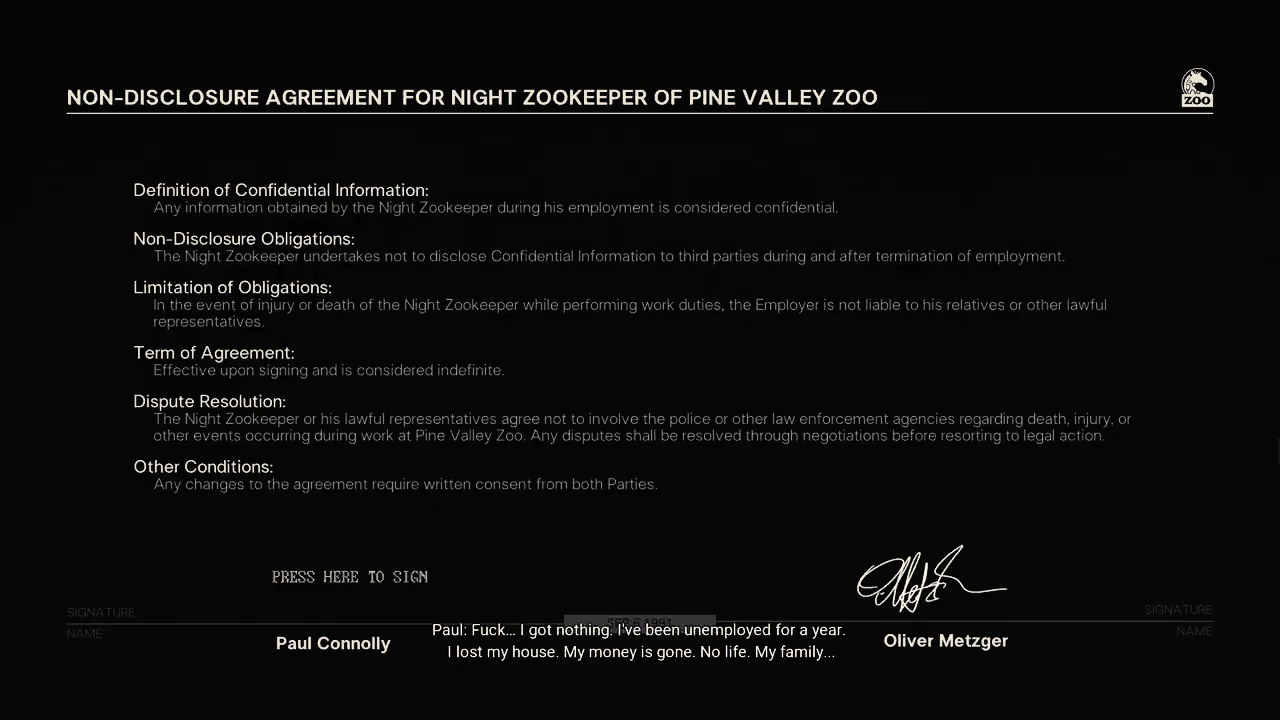 NON-DISCLOSURE AGREEMENT FOR NIGHT ZOOKEEPER OF PINE VALLEY ZOO
ZOO
Definition of Confidential Information:
Any information obtained by the Night Zookeeper during his employment is considered confidential.
Non-Disclosure Obligations:
The Night Zookeeper undertakes not to disclose Confidential Information to third parties during and after termination of employment.
Limitation of Obligations:
In the event of injury or death of the Night Zookeeper while performing work duties, the Employer is not liable to his relatives or other lawful
representatives.
Term of Agreement:
Effective upon signing and is considered indefinite.
Dispute Resolution:
The Night Zookeeper or his lawful representatives agree not to involve the police or other law enforcement agencies regarding death, injury, or
other events occurring during work at Pine Valley Zoo. Any disputes shall be resolved through negotiations before resorting to legal action.
Other Conditions:
Any changes to the agreement require written consent from both Parties.
PRESS HERE TO SIGN
SIGNATURE
NAME
Paul Connolly
SIGNATURE
NAME
Oliver Metzger
Paul: Fuck... I got nothing. I've been unemployed for a year.
I lost my house. My money is gone. No life. My family...